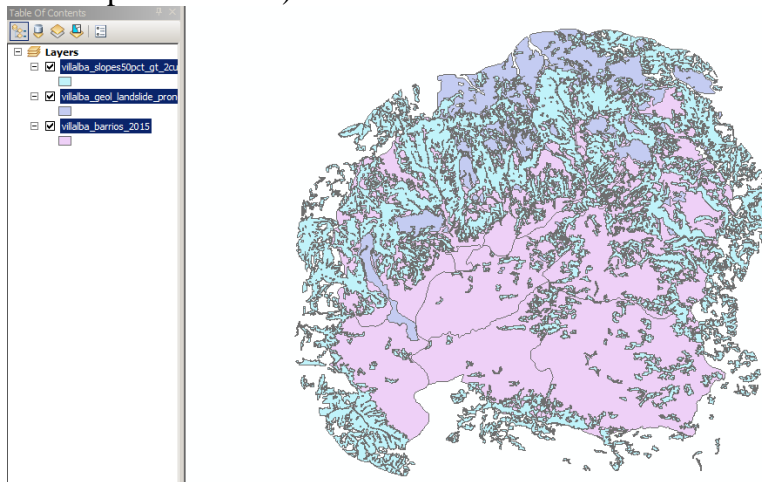 Table Of Contents
Layers
villalba_slopes50pct_gt_2cu
villalba_geol_landslide_pron
villalba_barrios_2015